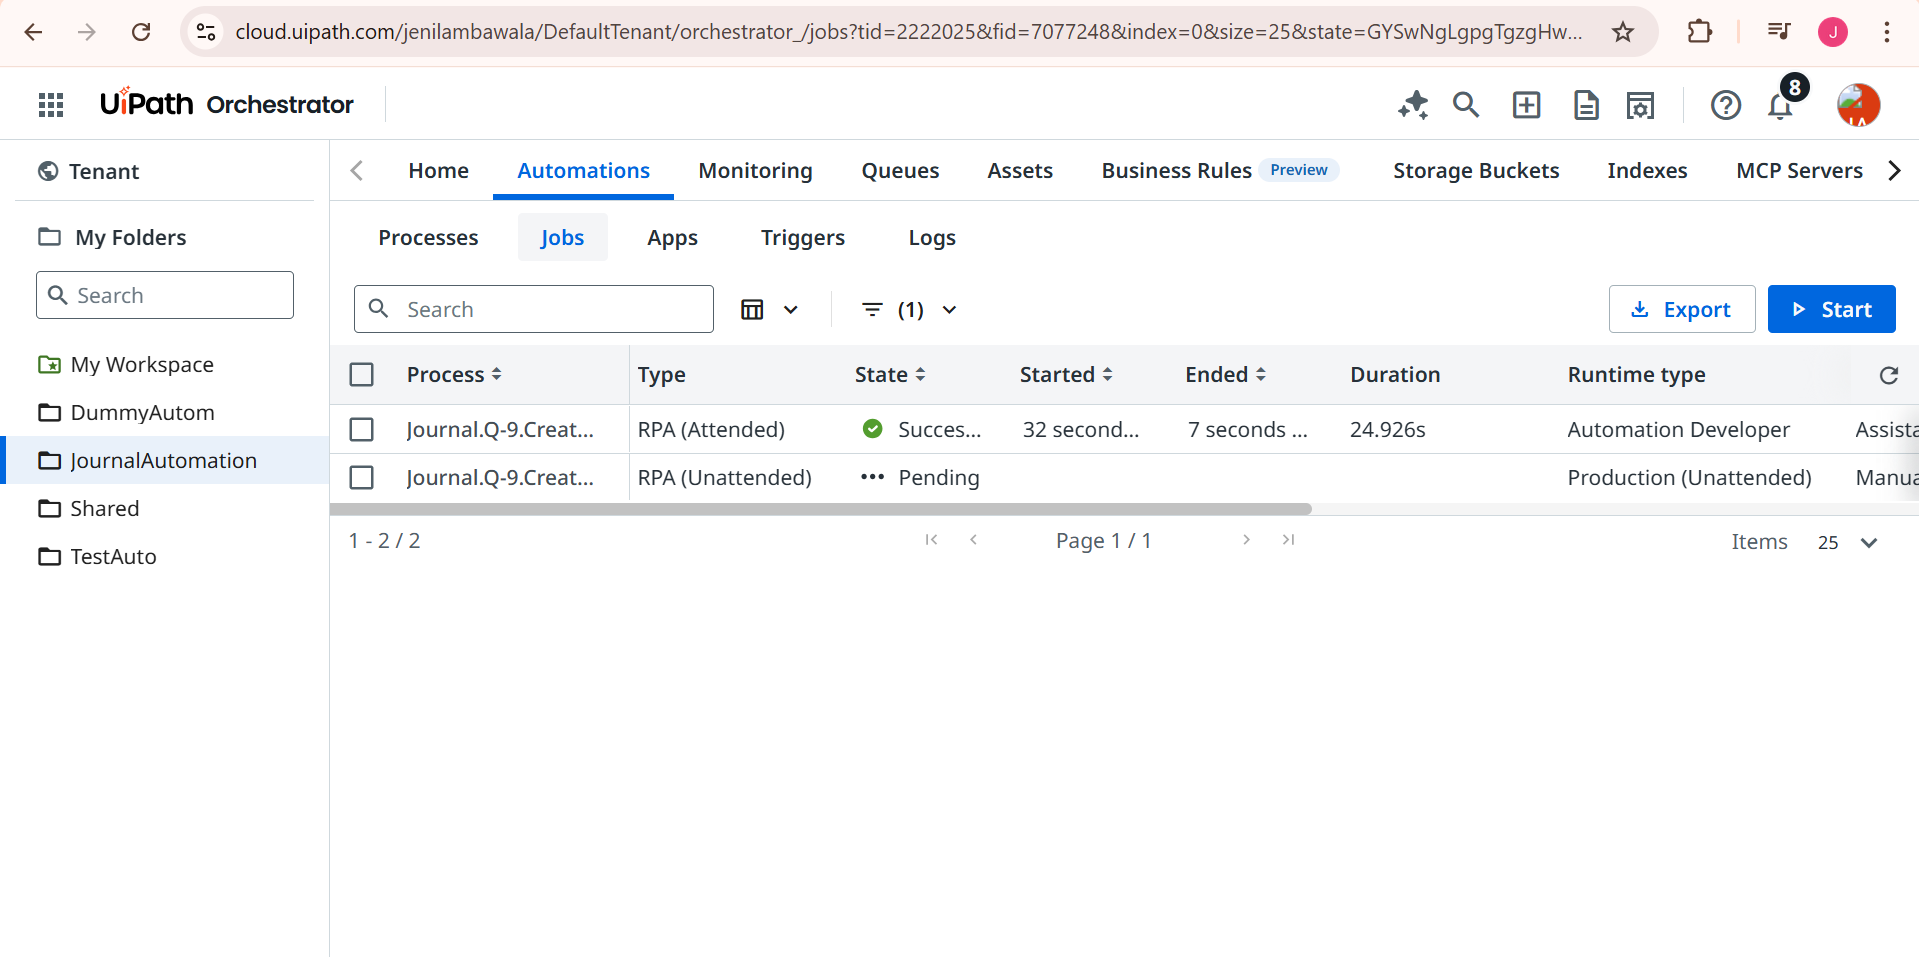 cloud.uipath.com/jenilambawala/DefaultTenant/orchestrator_/jobs?tid=2222025&fid=7077248&index=0&size=25&state=GYSwNgLgpgTgzgHw...
J
UiPath Orchestrator
8
Tenant
Home Automations Monitoring Queues Assets Business Rules Preview Storage Buckets Indexes MCP Servers
My Folders
Processes Jobs Apps Triggers Logs
Search
Search (1) Export Start
My Workspace
DummyAutom
JournalAutomation
Shared
TestAuto
Process Type State Started Ended Duration Runtime type
Journal.Q-9.Creat... RPA (Attended) Succes... 32 second... 7 seconds ... 24.926s Automation Developer Assista
Journal.Q-9.Creat... RPA (Unattended) Pending Production (Unattended) Manua
1 - 2 / 2 Page 1 / 1 Items 25